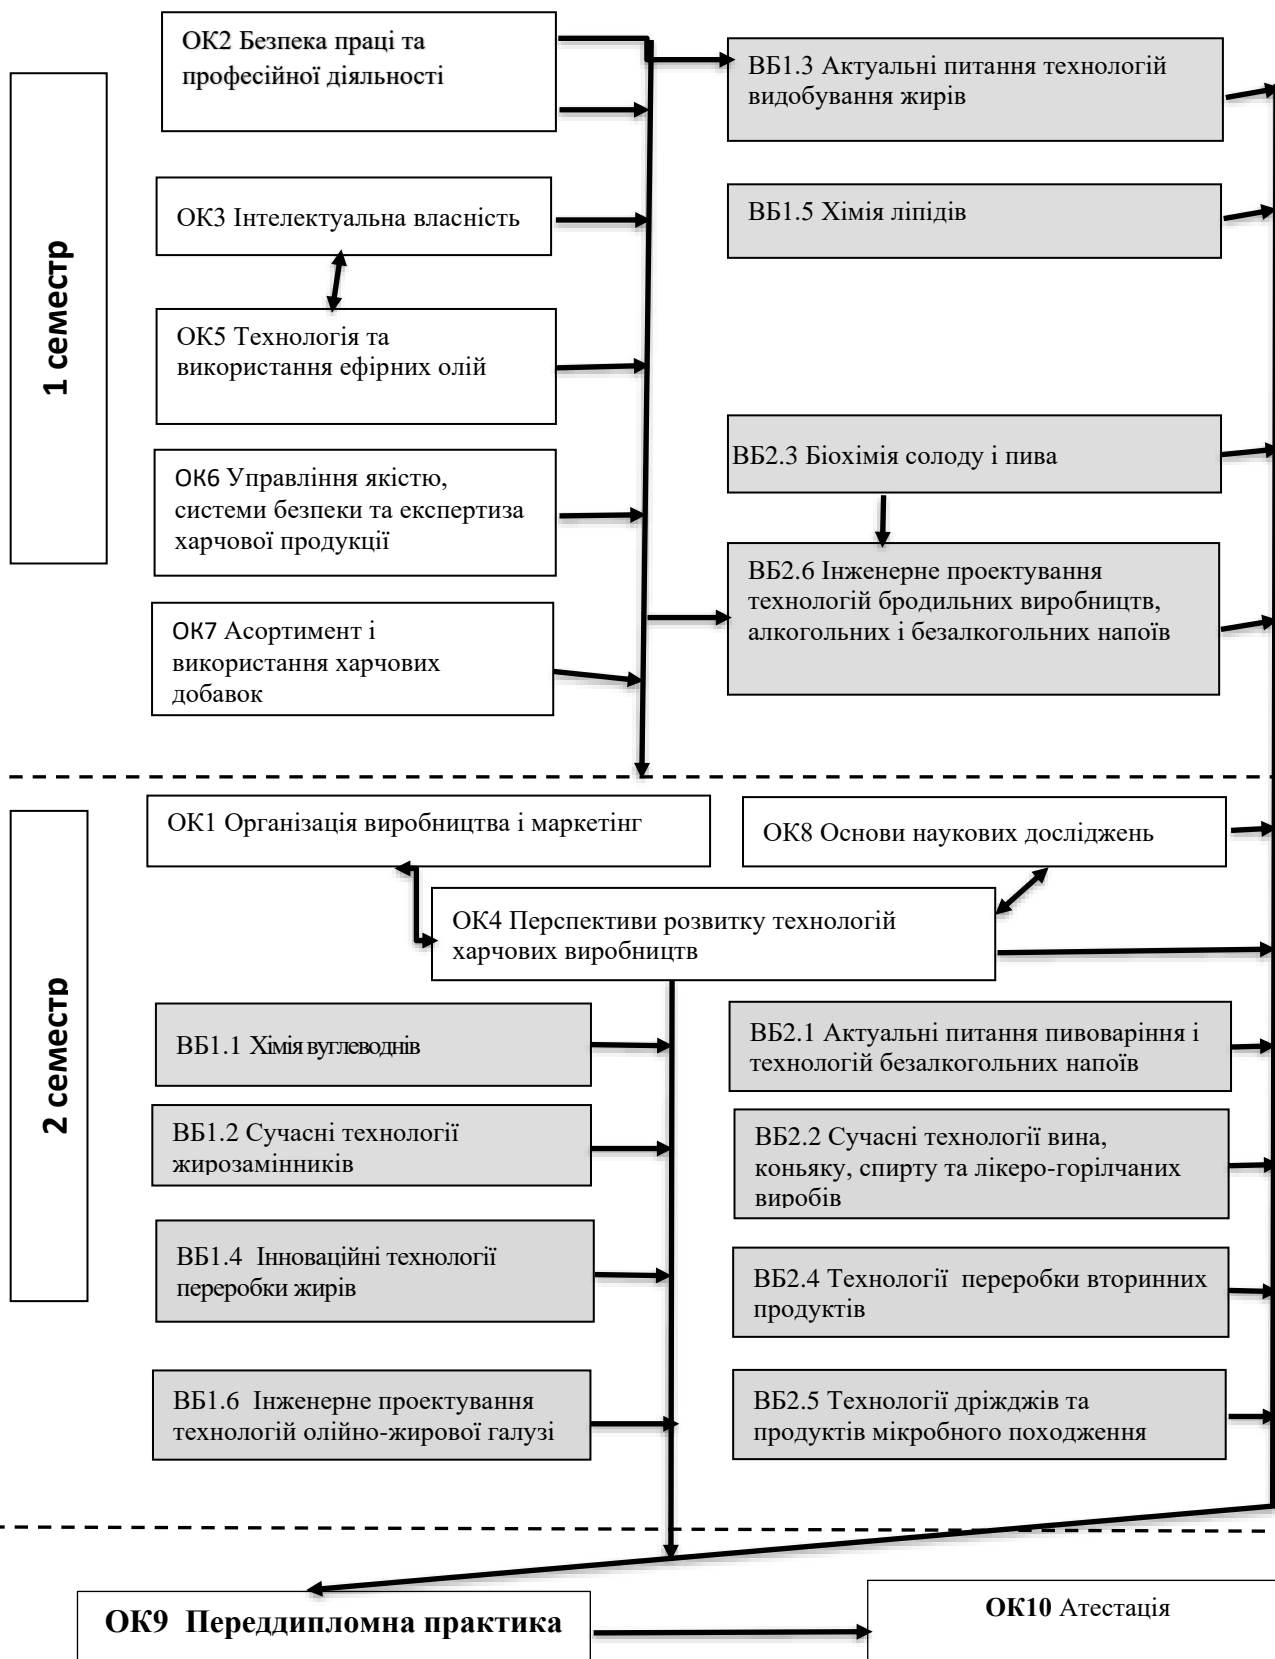 1 семестр
ОК2 Безпека праці та
професійної діяльності
ОК3 Інтелектуальна власність
ОК5 Технологія та
використання ефірних олій
ОК6 Управління якістю,
системи безпеки та експертиза
харчової продукції
ОК7 Асортимент і
використання харчових
добавок
ВБ1.3 Актуальні питання технологій
видобування жирів
ВБ1.5 Хімія ліпідів
ВБ2.3 Біохімія солоду і пива
ВБ2.6 Інженерне проектування
технологій бродильних виробництв,
алкогольних і безалкогольних напоїв
2 семестр
ОК1 Організація виробництва і маркетінг
ОК8 Основи наукових досліджень
ОК4 Перспективи розвитку технологій
харчових виробництв
ВБ1.1 Хімія вуглеводнів
ВБ1.2 Сучасні технології
жирозамінників
ВБ1.4 Інноваційні технології
переробки жирів
ВБ1.6 Інженерне проектування
технологій олійно-жирової галузі
ВБ2.1 Актуальні питання пивоваріння і
технологій безалкогольних напоїв
ВБ2.2 Сучасні технології вина,
коньяку, спирту та лікеро-горілчаних
виробів
ВБ2.4 Технології переробки вторинних
продуктів
ВБ2.5 Технології дріжджів та
продуктів мікробного походження
ОК9 Переддипломна практика
ОК10 Атестація